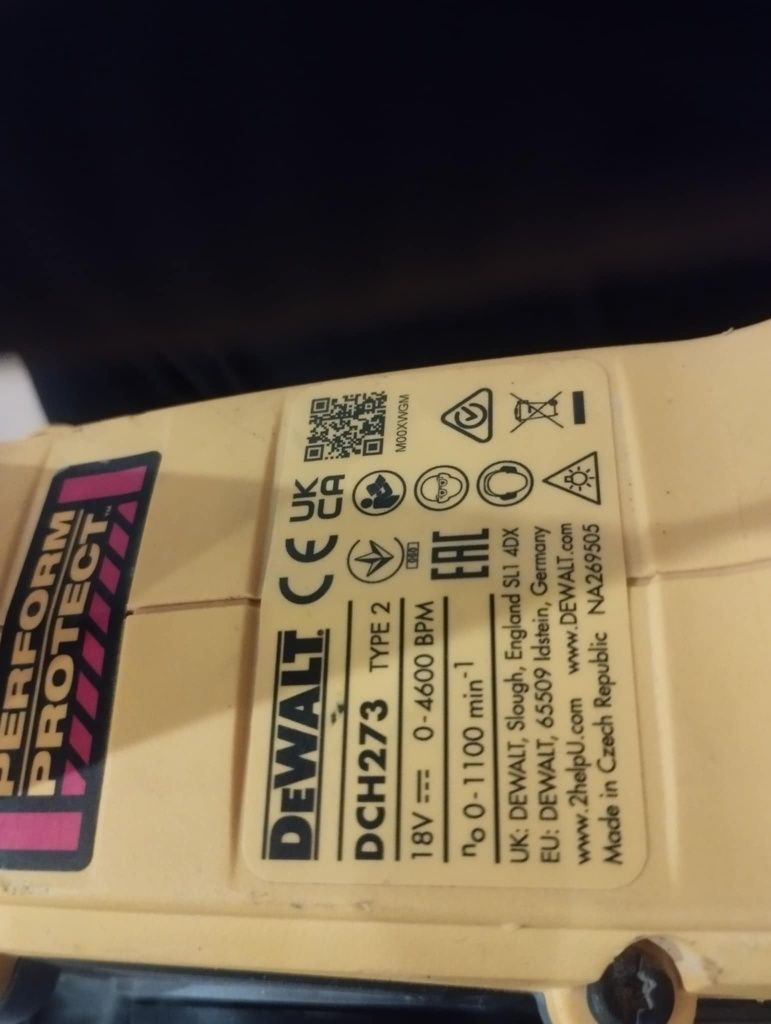 PERFORM
PROTECT™
DEWALT®
DCH273 TYPE 2
18V ⎓ 0-4600 BPM
n₀ 0-1100 min⁻¹
UK: DEWALT, Slough, England SL1 4DX
EU: DEWALT, 65509 Idstein, Germany
www.2helpU.com www.DEWALT.com
Made in Czech Republic NA269505
CE
UK
CA
EAC
M00XWGM